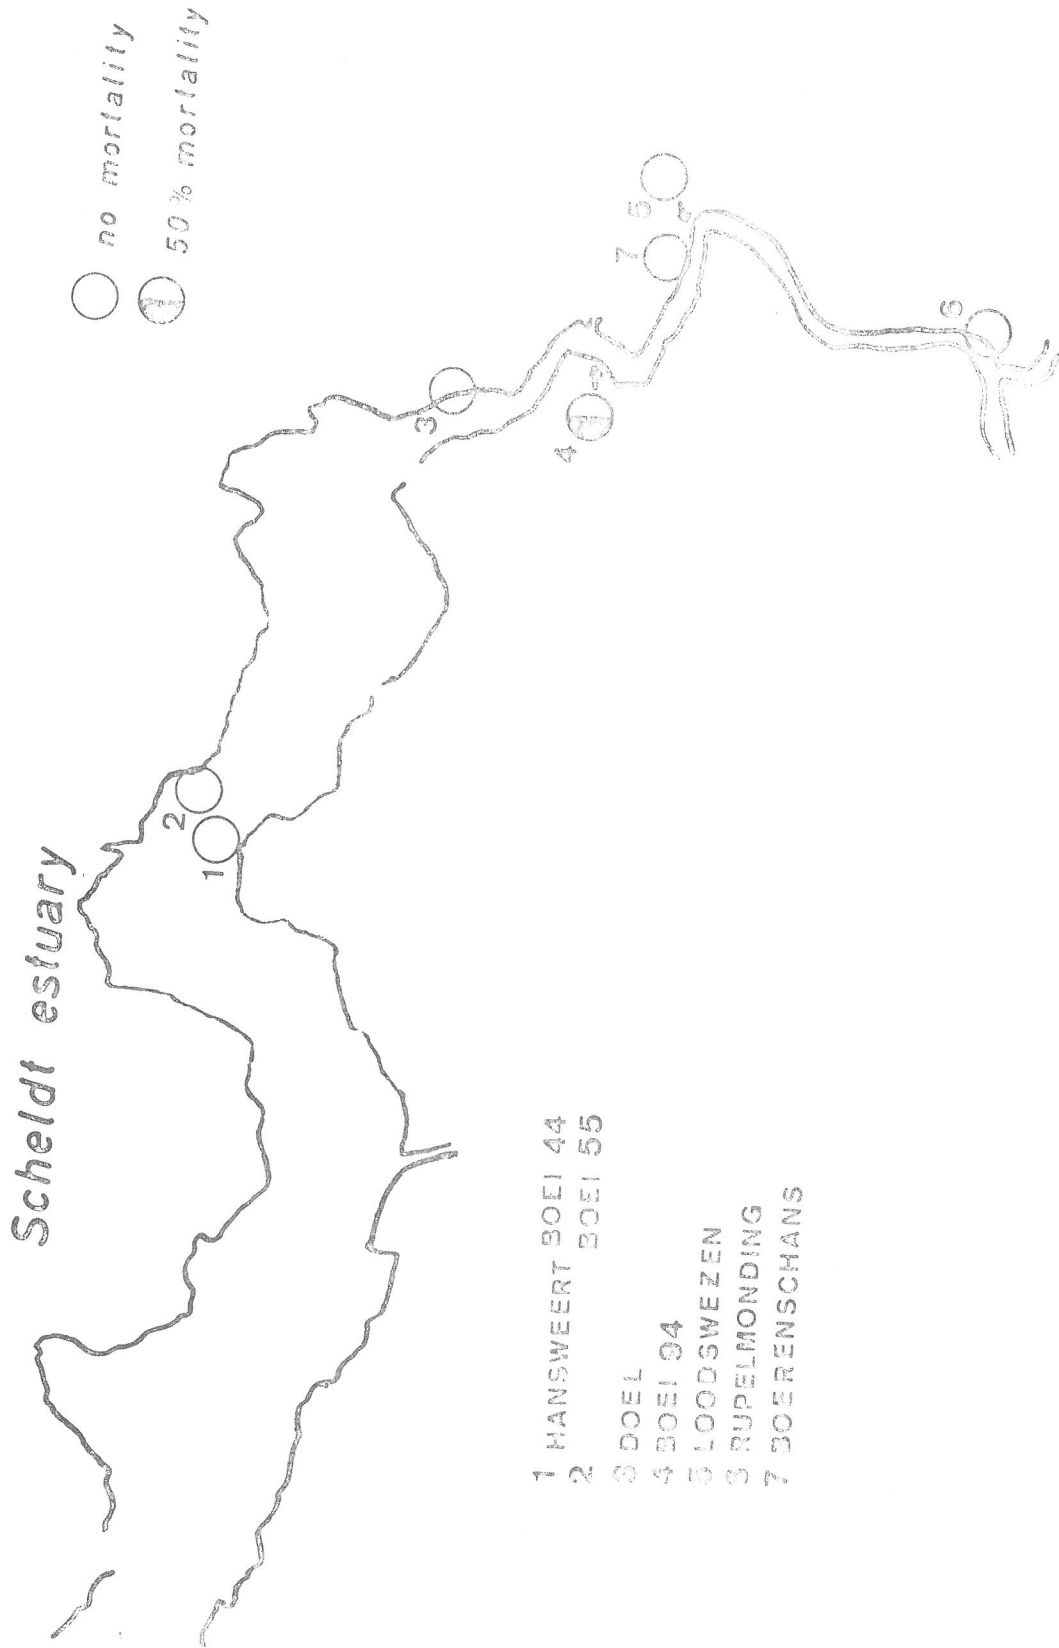 Scheldt estuary
no mortality
50% mortality
1
2
3
4
5
6
7
1 HANSWEERT BOEI 44
2 BOEI 55
3 DOEL
4 BOEI 94
5 LOODSWEZEN
6 RUPELMONDING
7 BOERENSCHANS